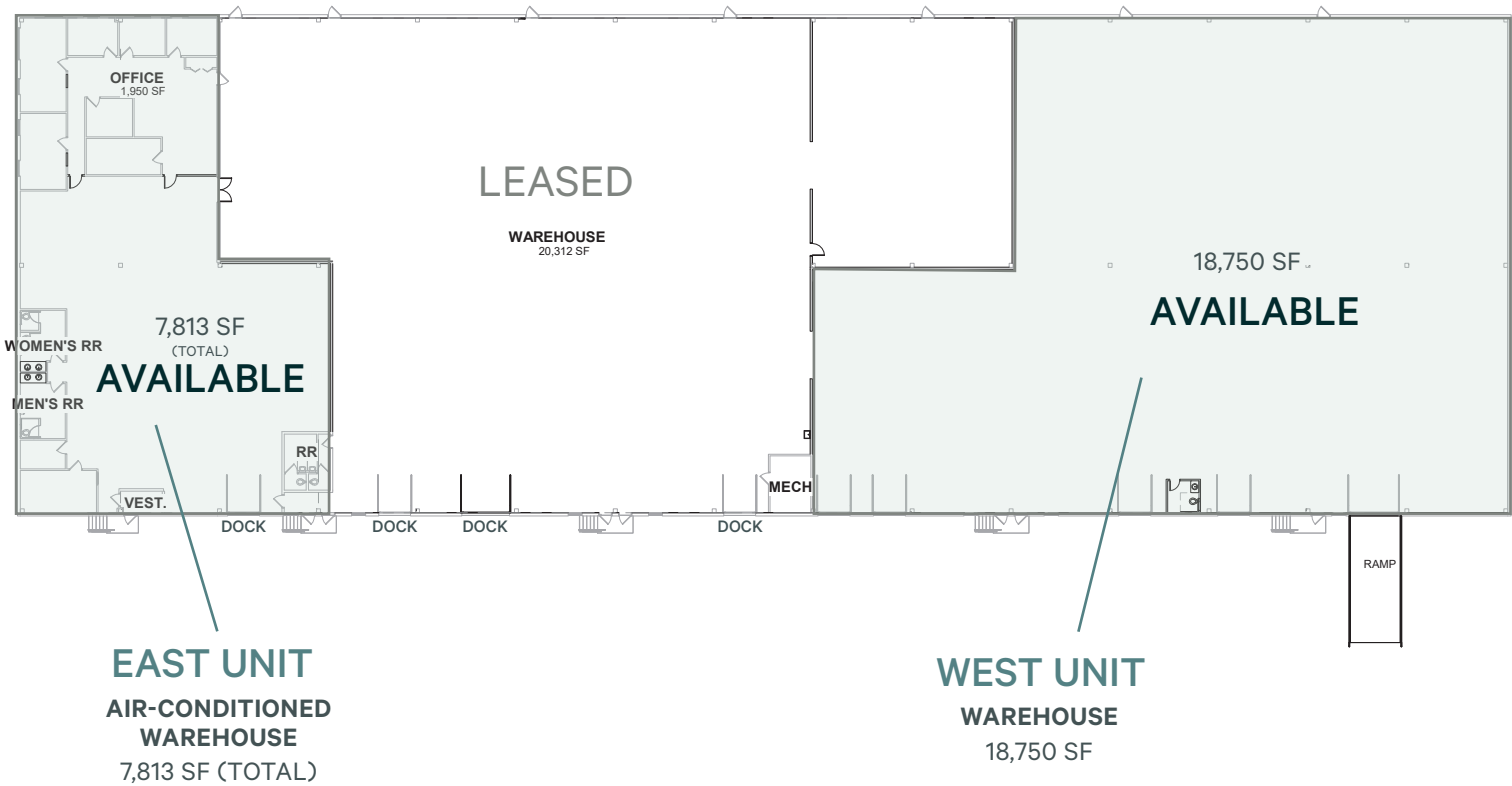 OFFICE
1,950 SF
LEASED
WAREHOUSE
20,312 SF
18,750 SF
AVAILABLE
7,813 SF
(TOTAL)
AVAILABLE
WOMEN'S RR
MEN'S RR
RR
VEST.
MECH
DOCK
DOCK
DOCK
DOCK
RAMP
EAST UNIT
AIR-CONDITIONED
WAREHOUSE
7,813 SF (TOTAL)
WEST UNIT
WAREHOUSE
18,750 SF